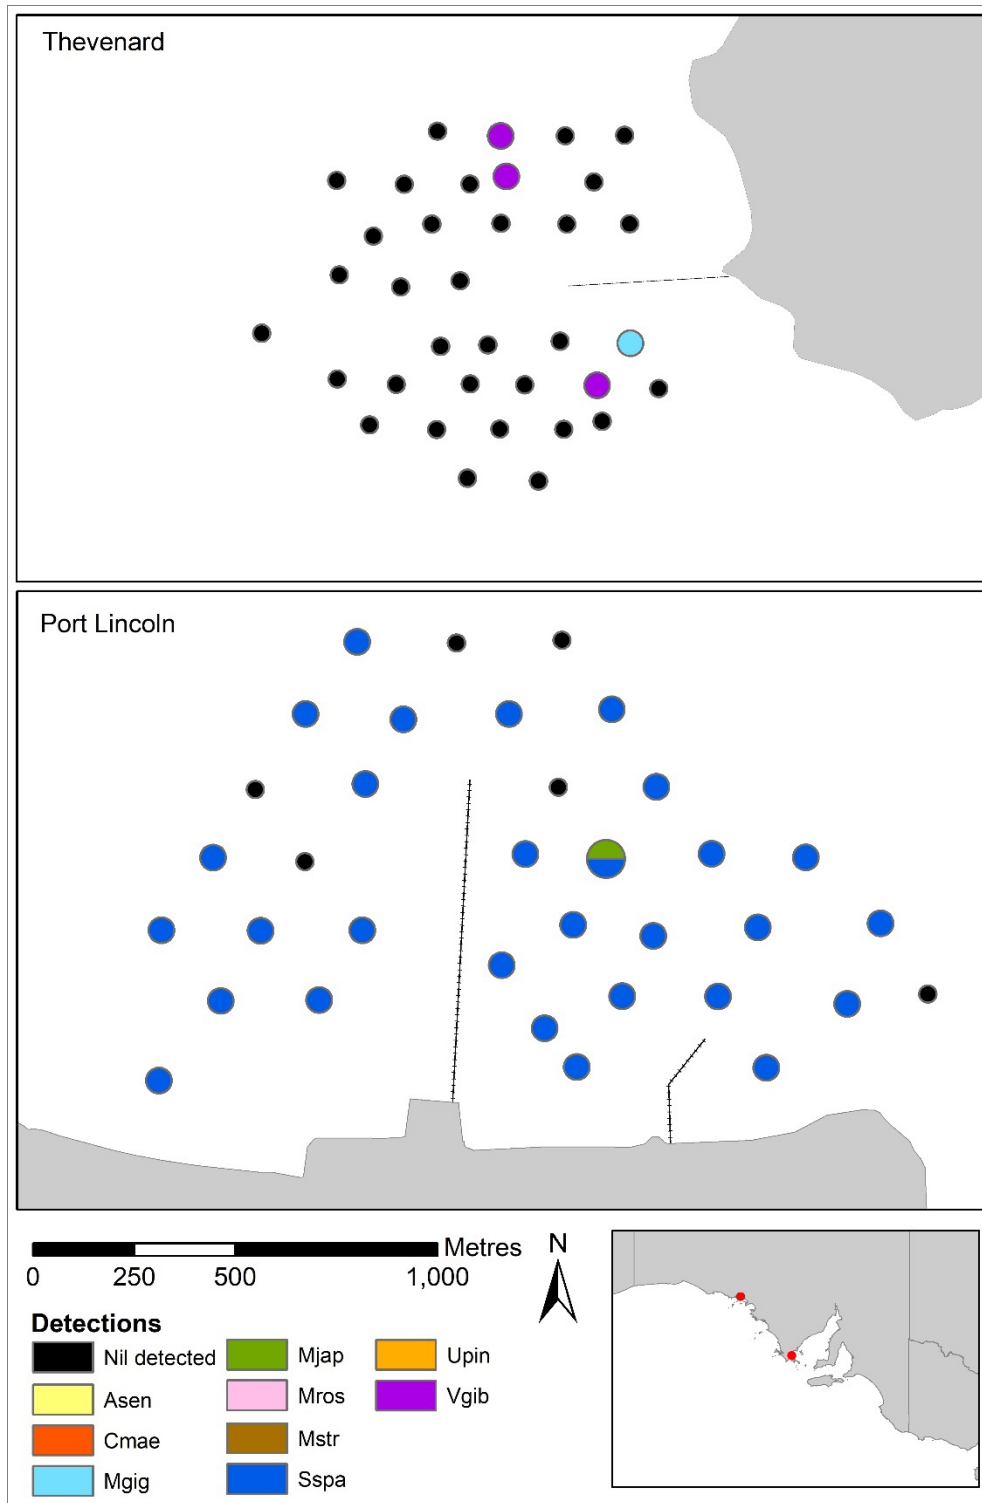 Thevenard
Port Lincoln
Metres
0 250 500 1,000
N
Detections
Nil detected
Asen
Cmae
Mgig
Mjap
Mros
Mstr
Sspa
Upin
Vgib